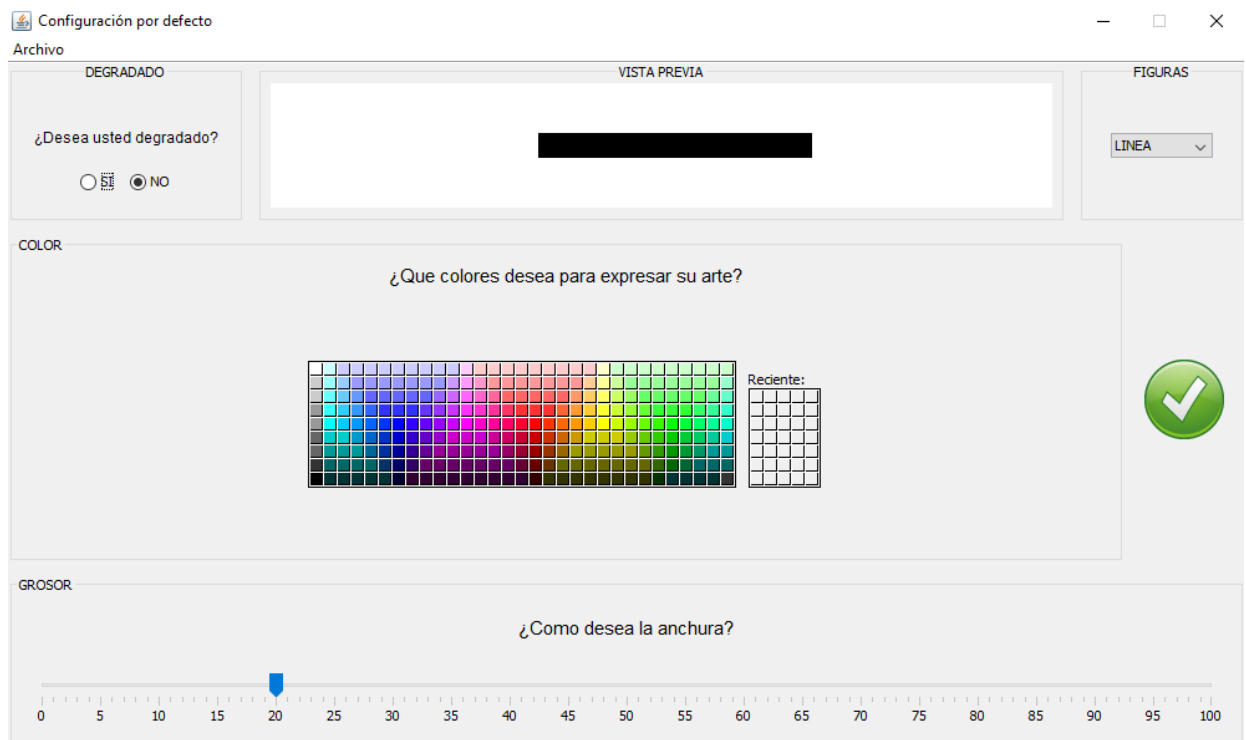 Configuración por defecto
Archivo
DEGRADADO
VISTA PREVIA
FIGURAS
¿Desea usted degradado?
LINEA
SI NO
COLOR
¿Que colores desea para expresar su arte?
Reciente:
GROSOR
¿Como desea la anchura?
0 5 10 15 20 25 30 35 40 45 50 55 60 65 70 75 80 85 90 95 100